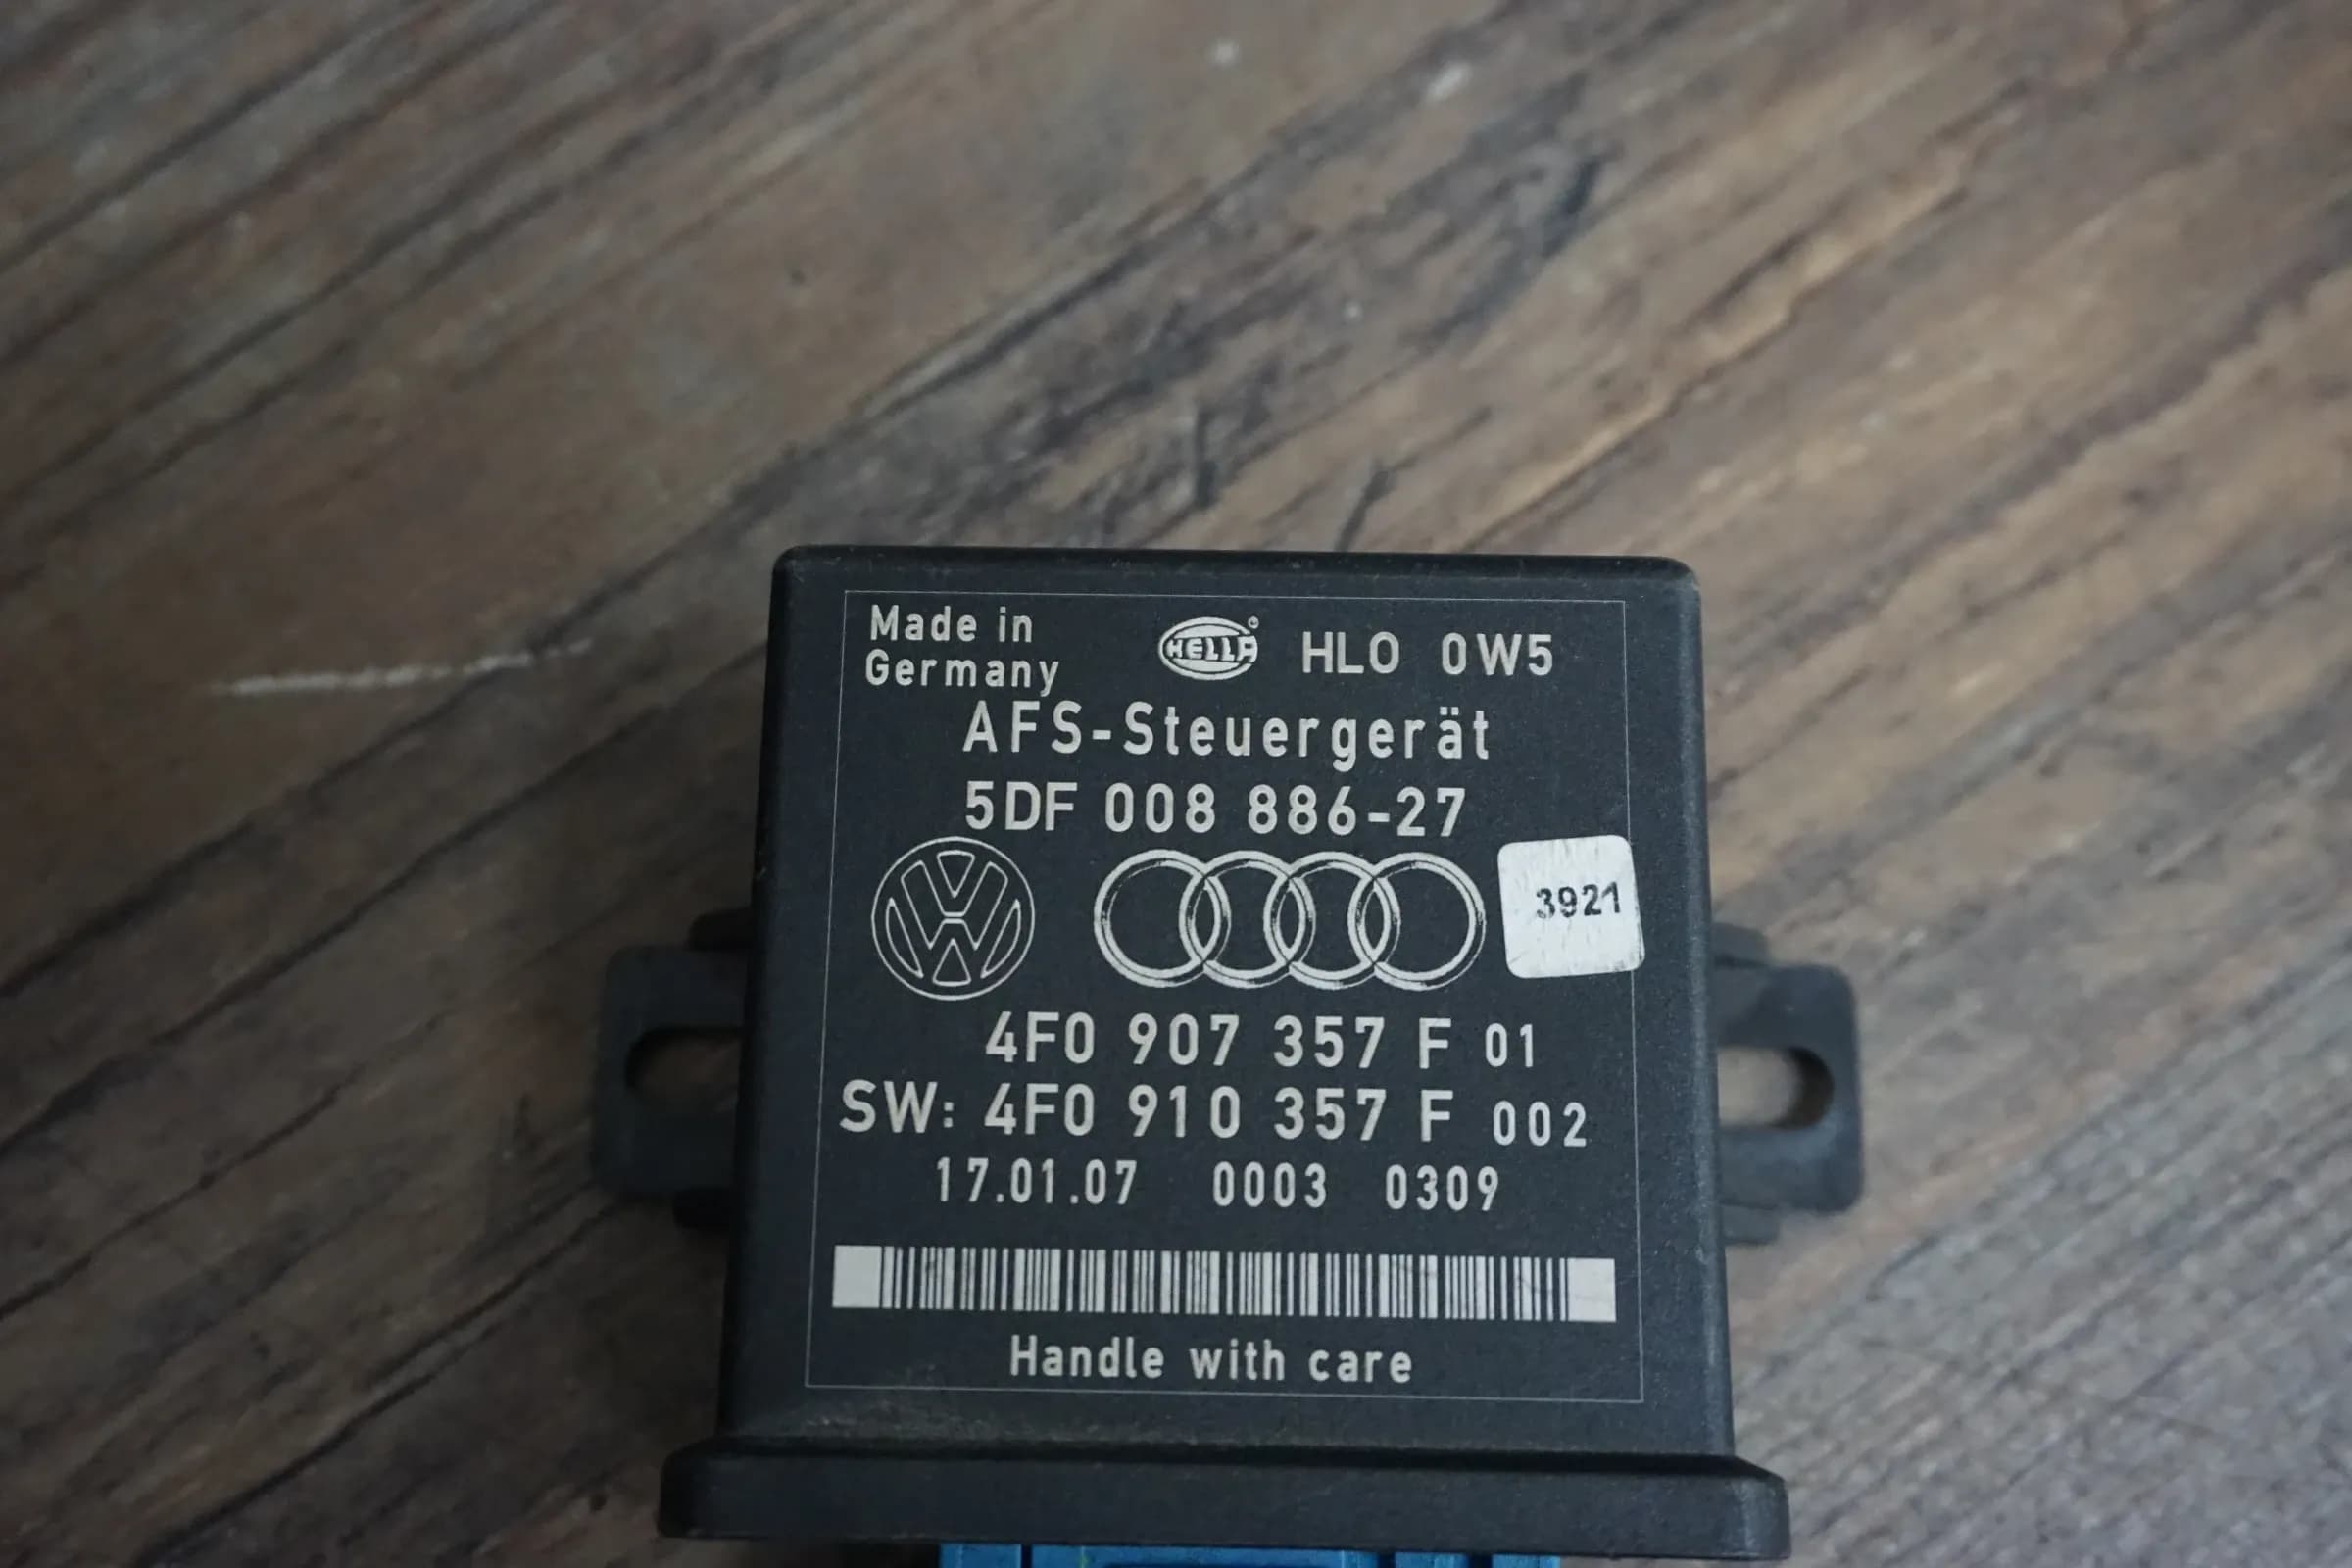 Made in
Germany
HELLA HLO 0W5
AFS-Steuergerät
5DF 008 886-27
3921
4F0 907 357 F 01
SW: 4F0 910 357 F 002
17.01.07 0003 0309
Handle with care